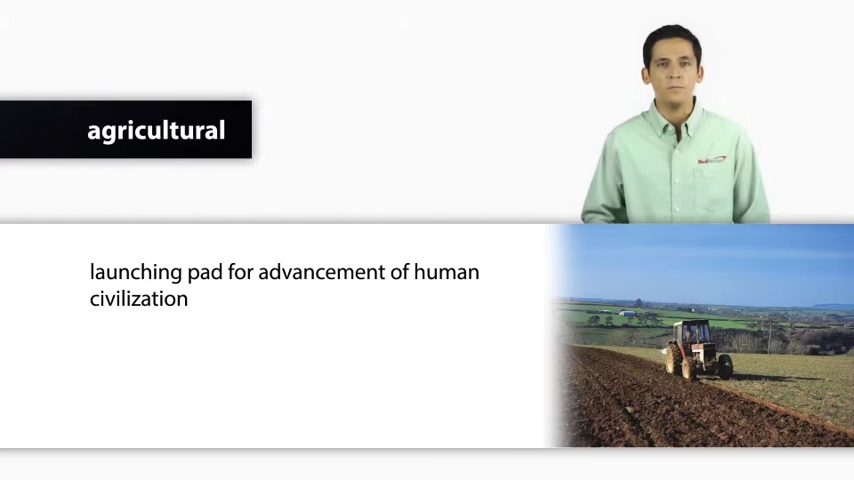 agricultural
launching pad for advancement of human
civilization